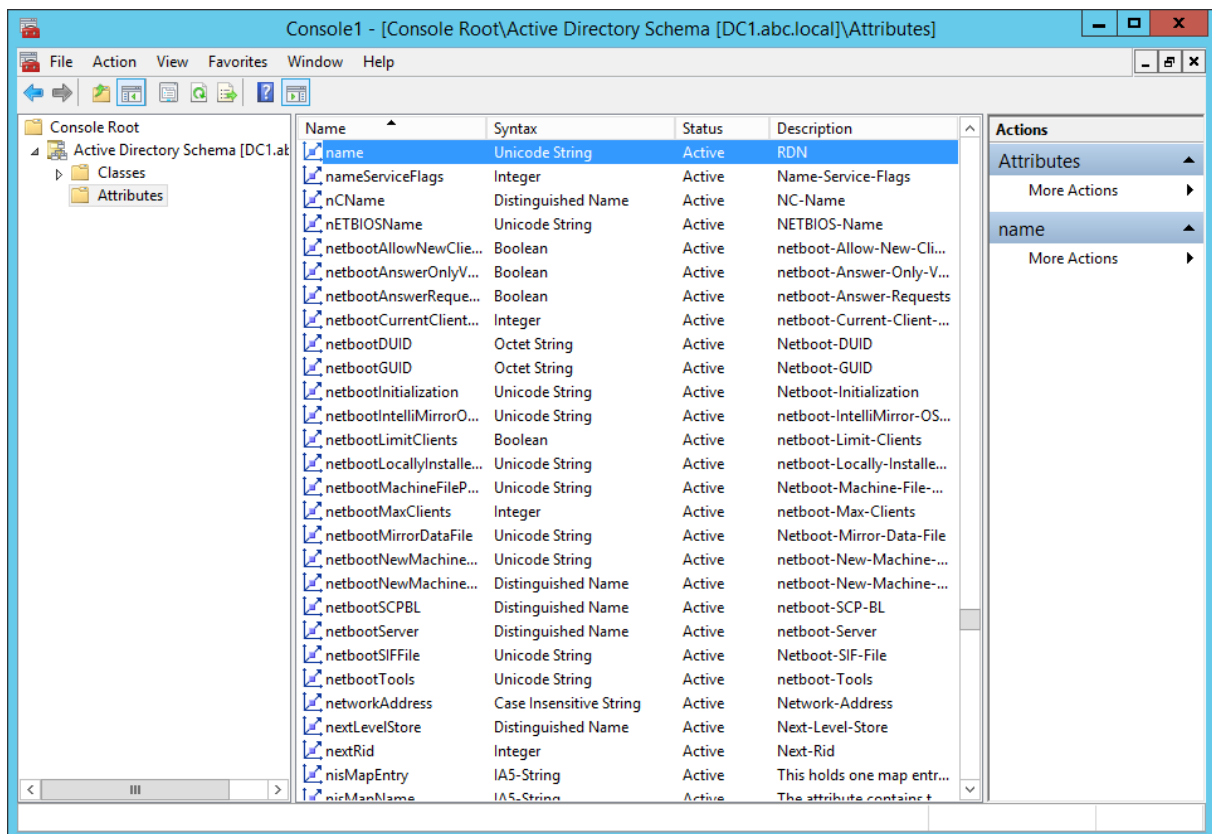 Console1 - [Console Root\Active Directory Schema [DC1.abc.local]\Attributes]
File Action View Favorites Window Help
Console Root
Active Directory Schema [DC1.ab
Classes
Attributes
Name Syntax Status Description
name Unicode String Active RDN
nameServiceFlags Integer Active Name-Service-Flags
nCName Distinguished Name Active NC-Name
nETBIOSName Unicode String Active NETBIOS-Name
netbootAllowNewClie... Boolean Active netboot-Allow-New-Cli...
netbootAnswerOnlyV... Boolean Active netboot-Answer-Only-V...
netbootAnswerReque... Boolean Active netboot-Answer-Requests
netbootCurrentClient... Integer Active netboot-Current-Client-...
netbootDUID Octet String Active Netboot-DUID
netbootGUID Octet String Active Netboot-GUID
netbootInitialization Unicode String Active Netboot-Initialization
netbootIntelliMirrorO... Unicode String Active netboot-IntelliMirror-OS...
netbootLimitClients Boolean Active netboot-Limit-Clients
netbootLocallyInstalle... Unicode String Active netboot-Locally-Installe...
netbootMachineFileP... Unicode String Active Netboot-Machine-File-...
netbootMaxClients Integer Active netboot-Max-Clients
netbootMirrorDataFile Unicode String Active Netboot-Mirror-Data-File
netbootNewMachine... Unicode String Active netboot-New-Machine-...
netbootNewMachine... Distinguished Name Active netboot-New-Machine-...
netbootSCPBL Distinguished Name Active netboot-SCP-BL
netbootServer Distinguished Name Active netboot-Server
netbootSIFFile Unicode String Active Netboot-SIF-File
netbootTools Unicode String Active netboot-Tools
networkAddress Case Insensitive String Active Network-Address
nextLevelStore Distinguished Name Active Next-Level-Store
nextRid Integer Active Next-Rid
nisMapEntry IA5-String Active This holds one map entr...
nisMapName IA5-String Active The attribute contains t
Actions
Attributes
More Actions
name
More Actions